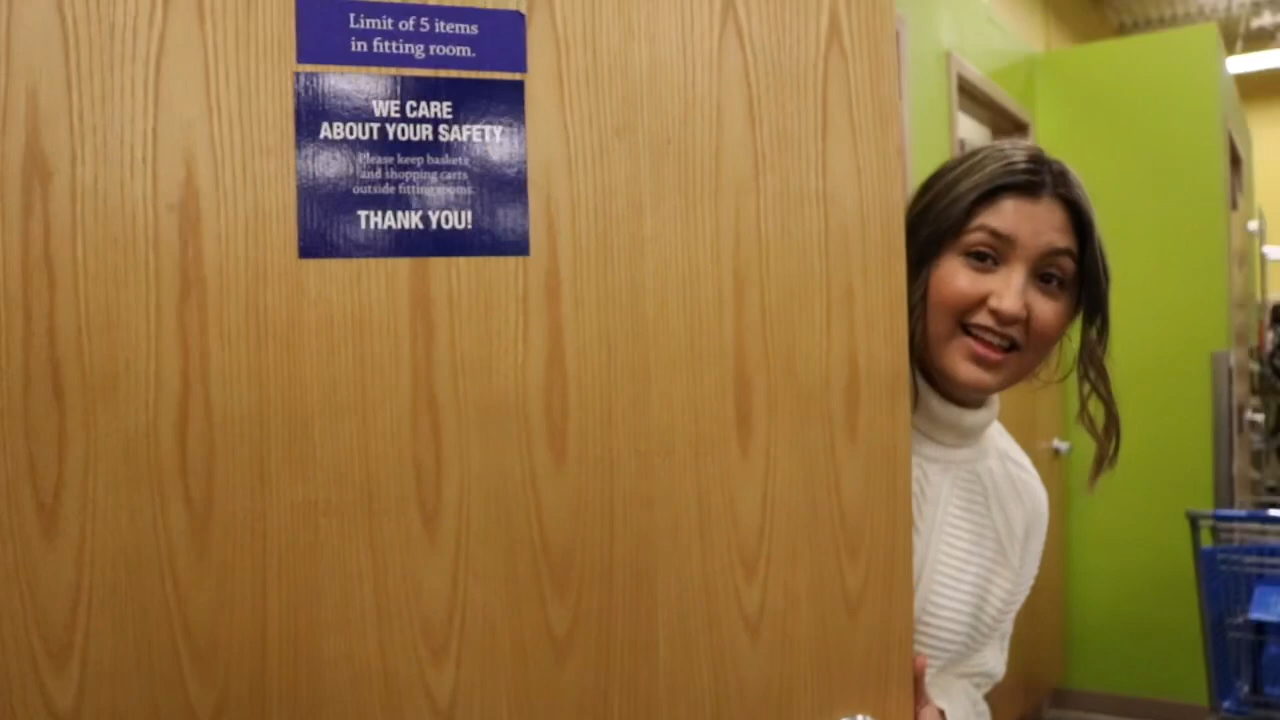 Limit of 5 items
in fitting room.
WE CARE
ABOUT YOUR SAFETY
Please keep baskets
and shopping carts
outside fitting rooms.
THANK YOU!